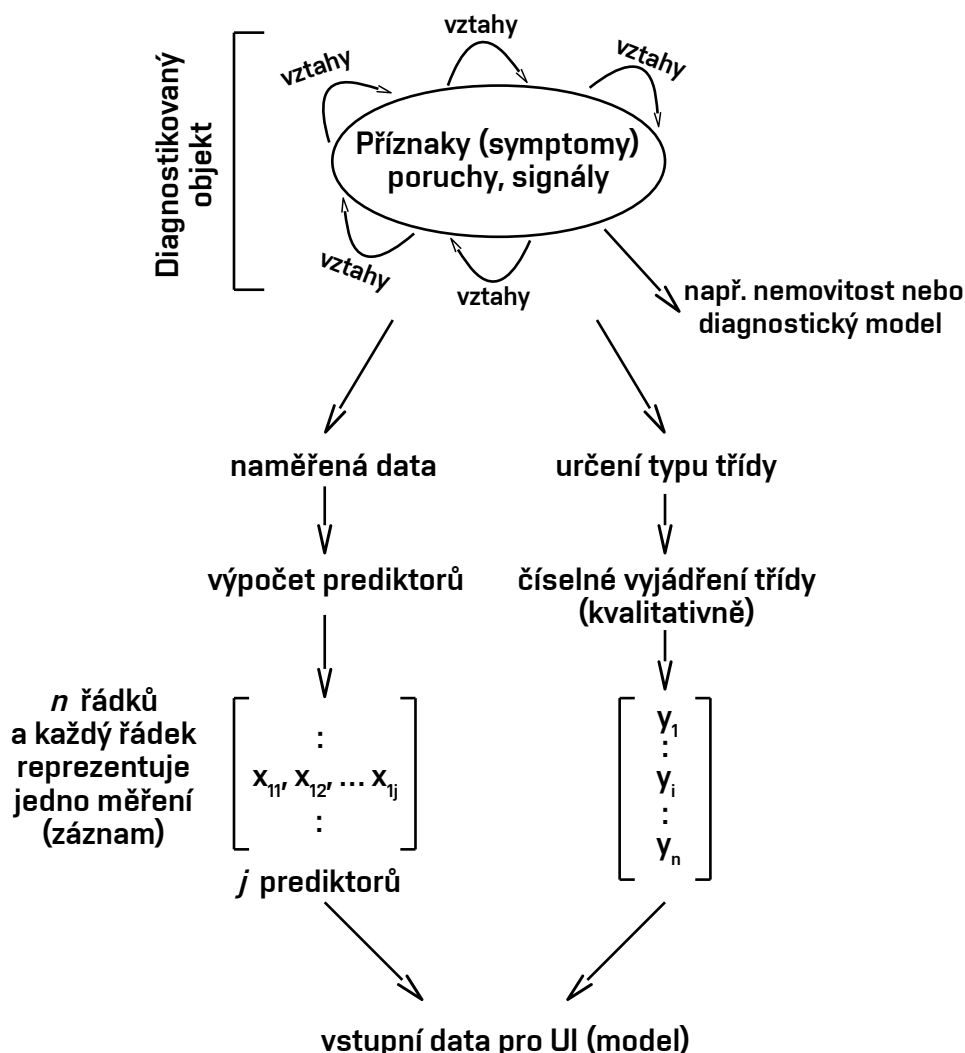 vztahy
vztahy
vztahy
Diagnostikovaný
objekt
Příznaky (symptomy)
poruchy, signály
vztahy
vztahy
např. nemovitost nebo
diagnostický model
naměřená data
určení typu třídy
výpočet prediktorů
číselné vyjádření třídy
(kvalitativně)
n řádků
a každý řádek
reprezentuje
jedno měření
(záznam)
:
x11, x12, ... x1j
:
j prediktorů
y1
:
yi
:
yn
vstupní data pro UI (model)